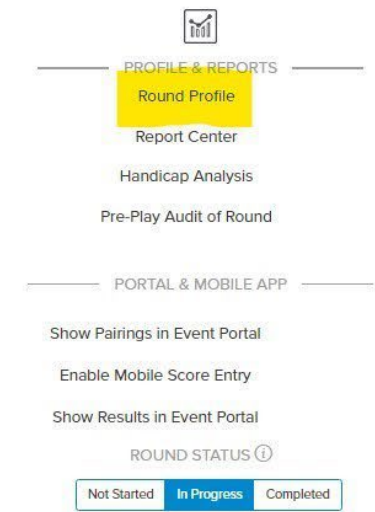 PROFILE & REPORTS
Round Profile
Report Center
Handicap Analysis
Pre-Play Audit of Round
PORTAL & MOBILE APP
Show Pairings in Event Portal
Enable Mobile Score Entry
Show Results in Event Portal
ROUND STATUS i
Not Started In Progress Completed